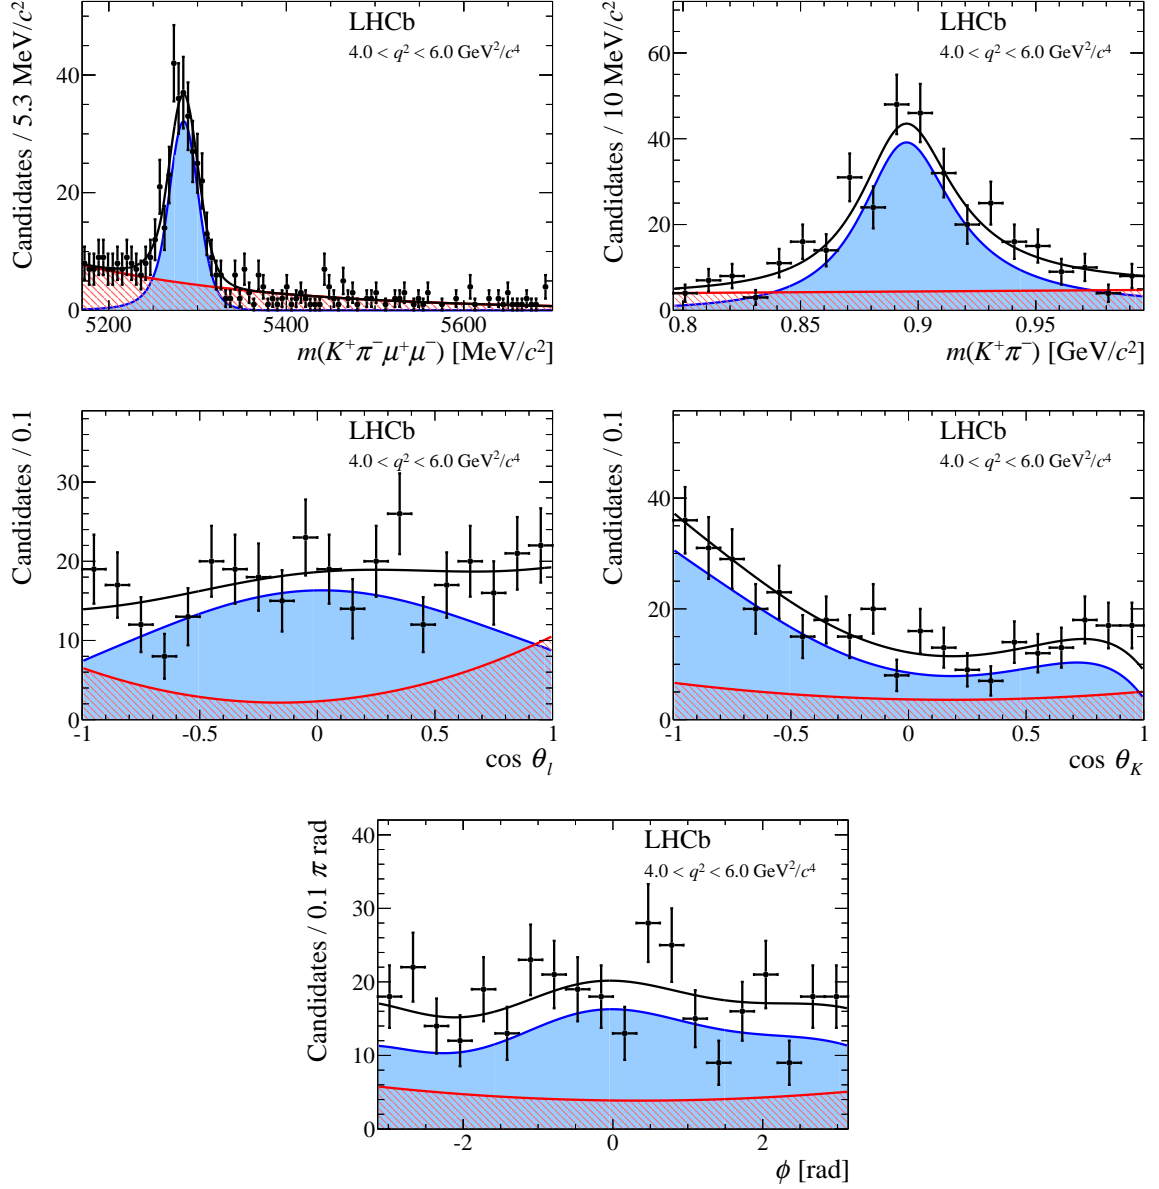 LHCb
4.0 < q² < 6.0 GeV²/c⁴
Candidates / 5.3 MeV/c²
40
20
0
5200
5400
5600
m(K⁺π⁻μ⁺μ⁻) [MeV/c²]
LHCb
4.0 < q² < 6.0 GeV²/c⁴
Candidates / 10 MeV/c²
60
40
20
0
0.8
0.85
0.9
0.95
m(K⁺π⁻) [GeV/c²]
LHCb
4.0 < q² < 6.0 GeV²/c⁴
Candidates / 0.1
30
20
10
0
-1
-0.5
0
0.5
1
cos θ_l
LHCb
4.0 < q² < 6.0 GeV²/c⁴
Candidates / 0.1
40
20
0
-1
-0.5
0
0.5
1
cos θ_K
LHCb
4.0 < q² < 6.0 GeV²/c⁴
Candidates / 0.1 π rad
40
30
20
10
0
-2
0
2
ϕ [rad]